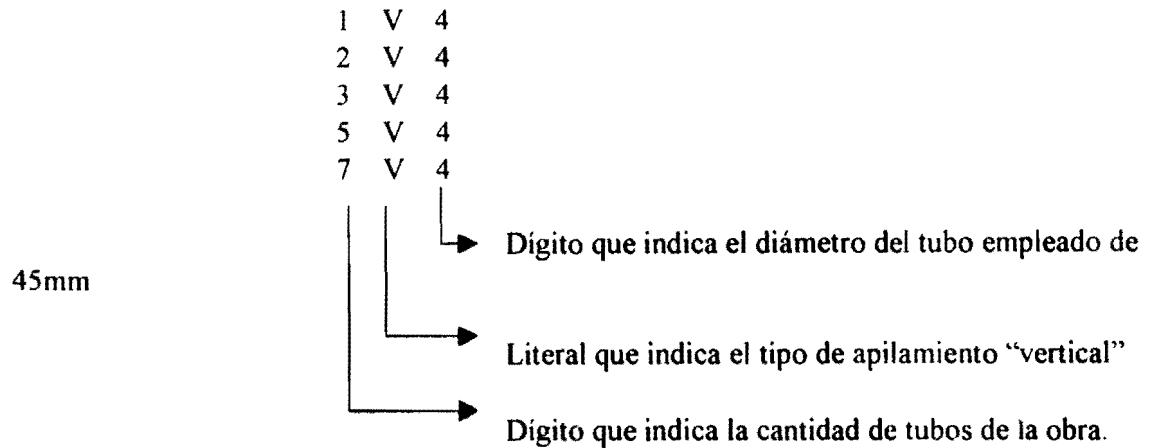 1 V 4
2 V 4
3 V 4
5 V 4
7 V 4
Dígito que indica el diámetro del tubo empleado de
45mm
Literal que indica el tipo de apilamiento “vertical”
Dígito que indica la cantidad de tubos de la obra.